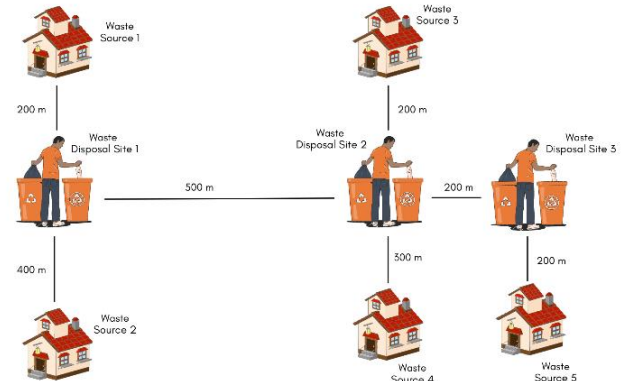 Waste
Source 1
Waste
Source 3
200 m
200 m
Waste
Disposal Site 1
Waste
Disposal Site 2
Waste
Disposal Site 3
500 m
200 m
400 m
300 m
200 m
Waste
Source 2
Waste
Source 4
Waste
Source 5